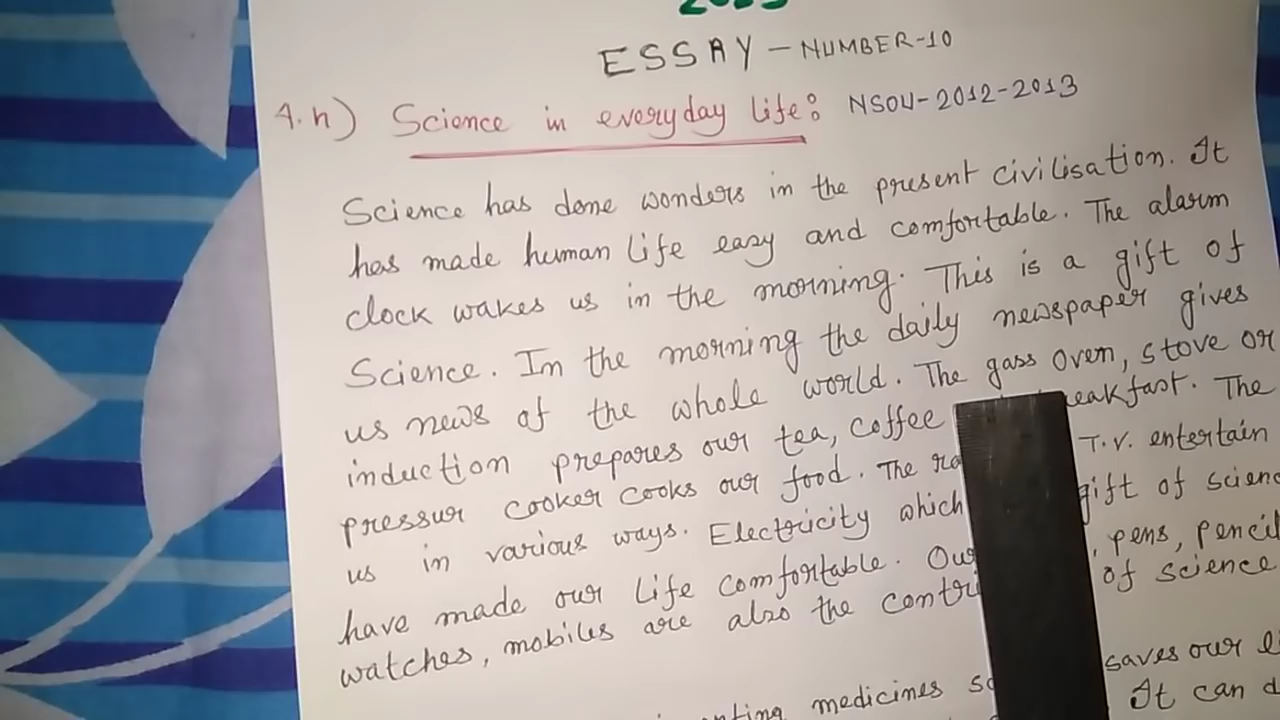 2013
ESSAY - NUMBER-10
4.h) Science in everyday life: NSOU-2012-2013
Science has done wonders in the present civilisation. It
has made human life easy and comfortable. The alarm
clock wakes us in the morning. This is a gift of
Science. In the morning the daily newspaper gives
us news of the whole world. The gass oven, stove or
induction prepares our tea, coffee eakfast. The
pressur cooker cooks our food. The ra T.V. entertain
us in various ways. Electricity which gift of scienc
have made our life comfortable. Our , pens, pencil
watches, mobiles are also the contri of science
nting medicines sc saves our li
It can d